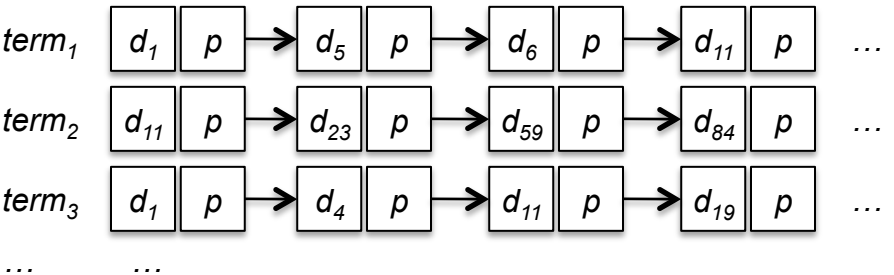 term₁ d₁ p d₅ p d₆ p d₁₁ p …
term₂ d₁₁ p d₂₃ p d₅₉ p d₈₄ p …
term₃ d₁ p d₄ p d₁₁ p d₁₉ p …
… …